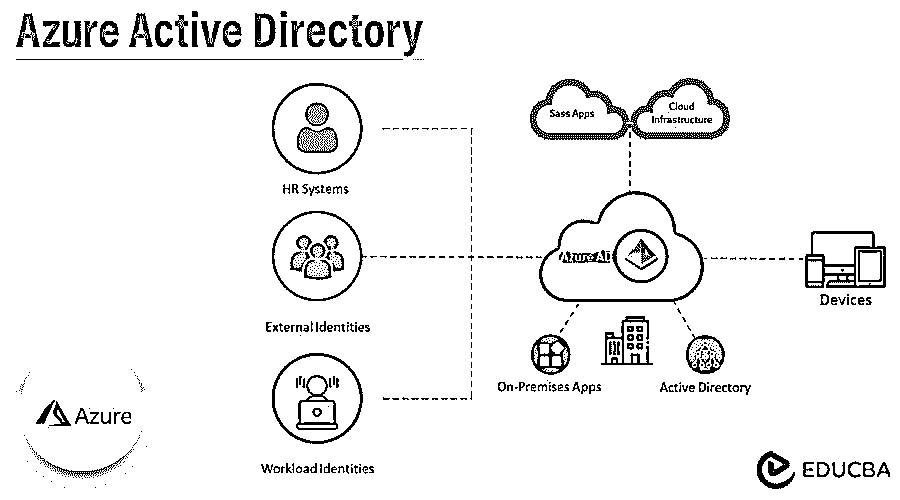 Azure Active Directory
Sass Apps
Cloud
Infrastructure
HR Systems
Azure AD
External Identities
Devices
On-Premises Apps
Active Directory
Workload Identities
Azure
EDUCBA